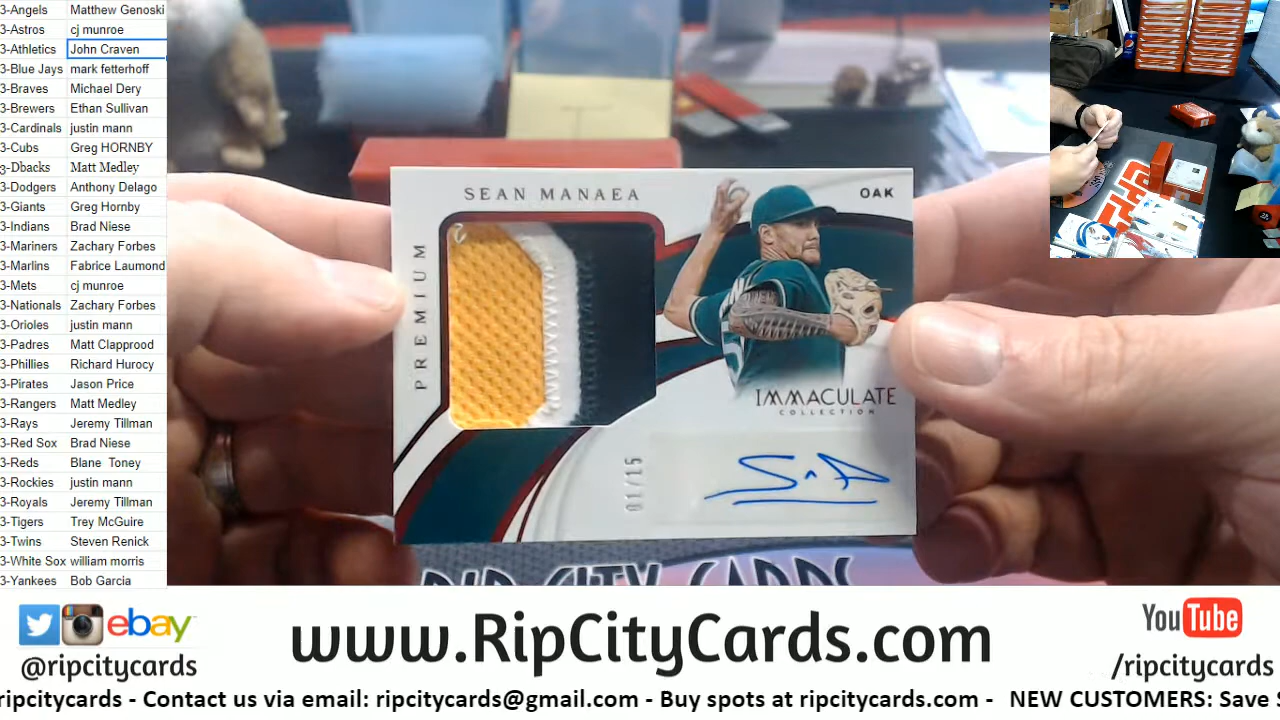 3-Angels Matthew Genoski
3-Astros cj munroe
3-Athletics John Craven
3-Blue Jays mark fetterhoff
3-Braves Michael Dery
3-Brewers Ethan Sullivan
3-Cardinals justin mann
3-Cubs Greg HORNBY
3-Dbacks Matt Medley
3-Dodgers Anthony Delago
3-Giants Greg Hornby
3-Indians Brad Niese
3-Mariners Zachary Forbes
3-Marlins Fabrice Laumond
3-Mets cj munroe
3-Nationals Zachary Forbes
3-Orioles justin mann
3-Padres Matt Clapprood
3-Phillies Richard Hurocy
3-Pirates Jason Price
3-Rangers Matt Medley
3-Rays Jeremy Tillman
3-Red Sox Brad Niese
3-Reds Blane Toney
3-Rockies justin mann
3-Royals Jeremy Tillman
3-Tigers Trey McGuire
3-Twins Steven Renick
3-White Sox william morris
3-Yankees Bob Garcia
SEAN MANAEA
OAK
PREMIUM
IMMACULATE
COLLECTION
01/15
RIP CITY CARDS
ebay
@ripcitycards
www.RipCityCards.com
YouTube
/ripcitycards
ripcitycards - Contact us via email: ripcitycards@gmail.com - Buy spots at ripcitycards.com - NEW CUSTOMERS: Save